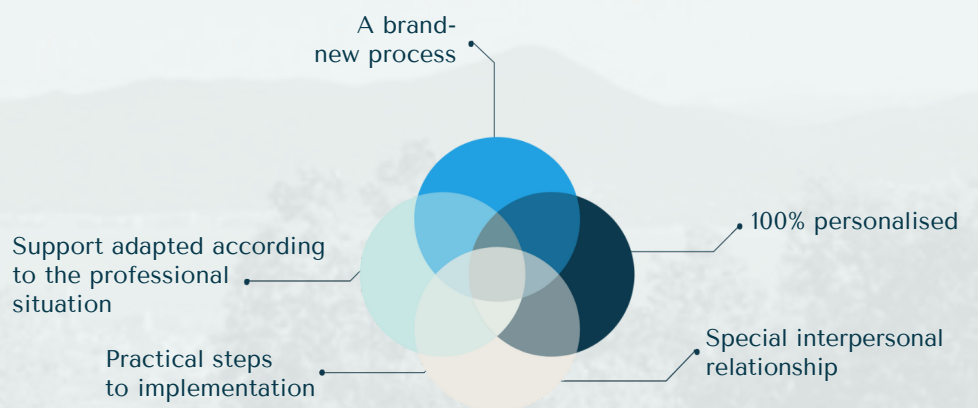 A brand-
new process
100% personalised
Support adapted according
to the professional
situation
Special interpersonal
relationship
Practical steps
to implementation